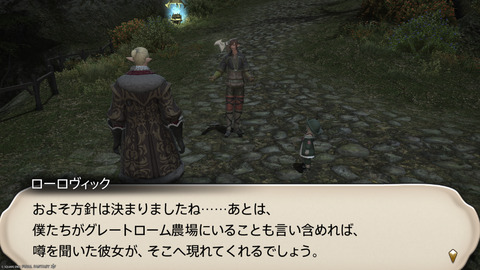 ローロヴィック
およそ方針は決まりましたね……あとは、
僕たちがグレートローム農場にいることも言い含めれば、
噂を聞いた彼女が、そこへ現れてくれるでしょう。